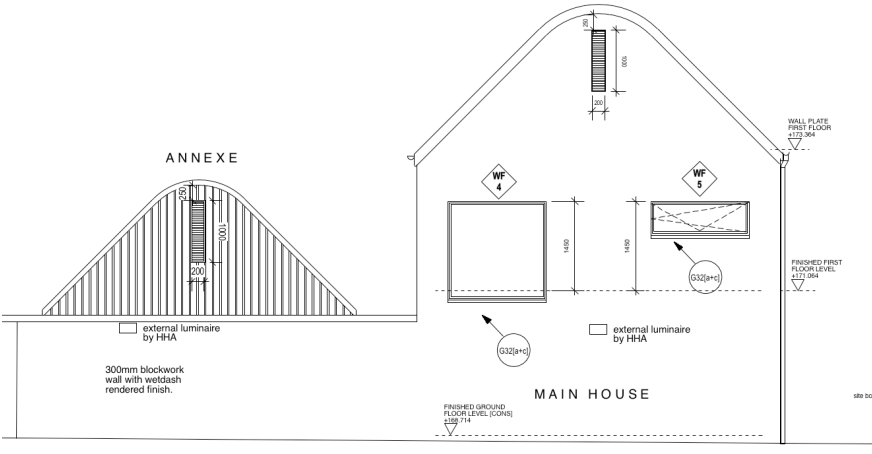 250
1000
200
WALL PLATE
FIRST FLOOR
+173.364
ANNEXE
WF
4
WF
5
250
1000
200
1450
1450
FINISHED FIRST
FLOOR LEVEL
+171.064
G32[a+c]
external luminaire
by HHA
external luminaire
by HHA
G32[a+c]
300mm blockwork
wall with wetdash
rendered finish.
MAIN HOUSE
site bo
FINISHED GROUND
FLOOR LEVEL [CONS]
+168.714